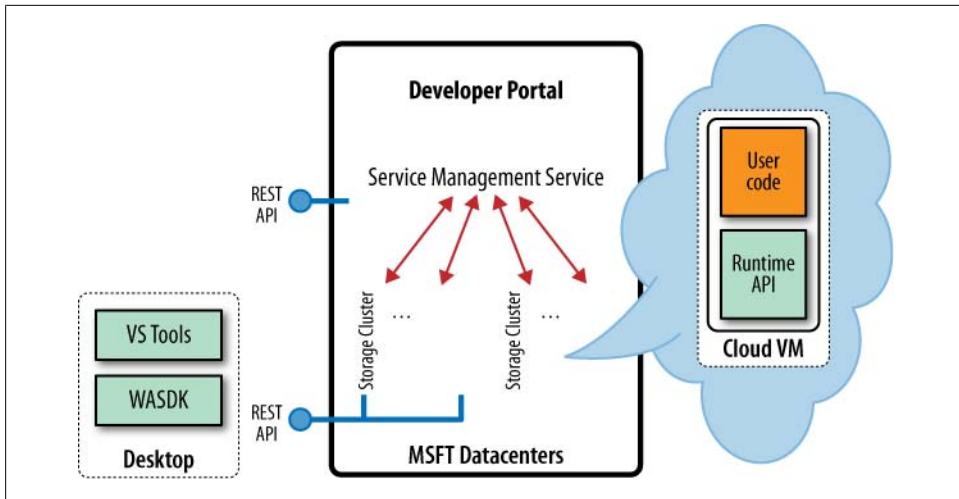 Developer Portal
Service Management Service
REST
API
Storage Cluster
...
Storage Cluster
...
REST
API
MSFT Datacenters
VS Tools
WASDK
Desktop
User
code
Runtime
API
Cloud VM